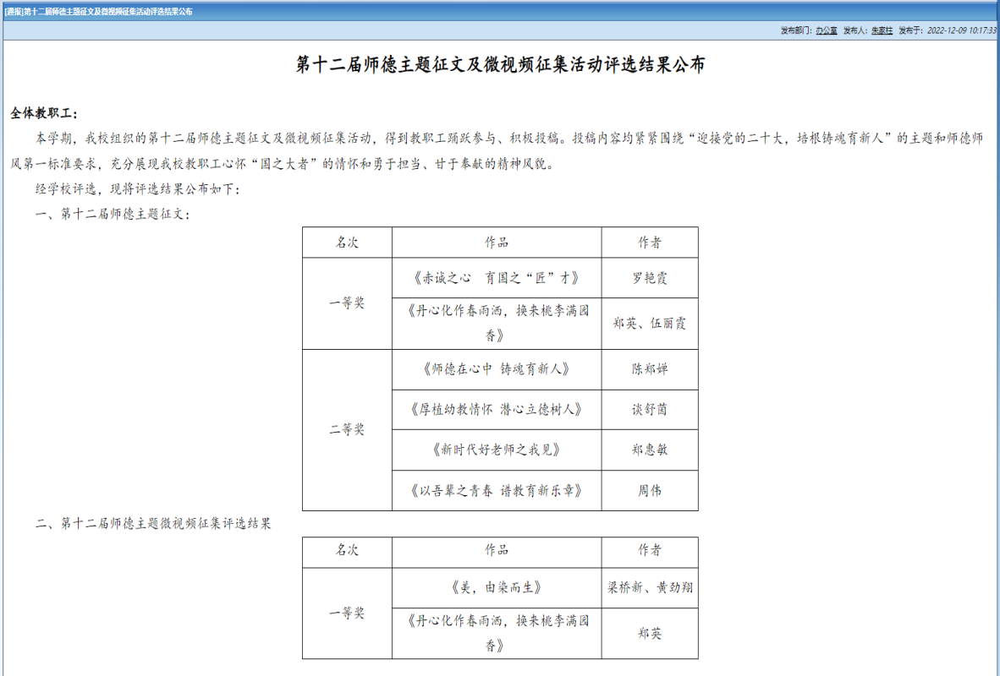 [通报]第十二届师德主题征文及微视频征集活动评选结果公布
发布部门：办公室 发布人：朱家柱 发布于：2022-12-09 10:17:33
第十二届师德主题征文及微视频征集活动评选结果公布
全体教职工：
本学期，我校组织的第十二届师德主题征文及微视频征集活动，得到教职工踊跃参与、积极投稿。投稿内容均紧紧围绕“迎接党的二十大，培根铸魂育新人”的主题和师德师
风第一标准要求，充分展现我校教职工心怀“国之大者”的情怀和勇于担当、甘于奉献的精神风貌。
经学校评选，现将评选结果公布如下：
一、第十二届师德主题征文：
名次 作品 作者
一等奖
《赤诚之心 育国之“匠”才》 罗艳霞
《丹心化作春雨洒，换来桃李满园
香》
郑英、伍丽霞
二等奖
《师德在心中 铸魂育新人》 陈郑婵
《厚植幼教情怀 潜心立德树人》 谈舒茵
《新时代好老师之我见》 郑惠敏
《以吾辈之青春 谱教育新乐章》 周伟
二、第十二届师德主题微视频征集评选结果
名次 作品 作者
一等奖
《美，由染而生》 梁桥新、黄劲翔
《丹心化作春雨洒，换来桃李满园
香》
郑英